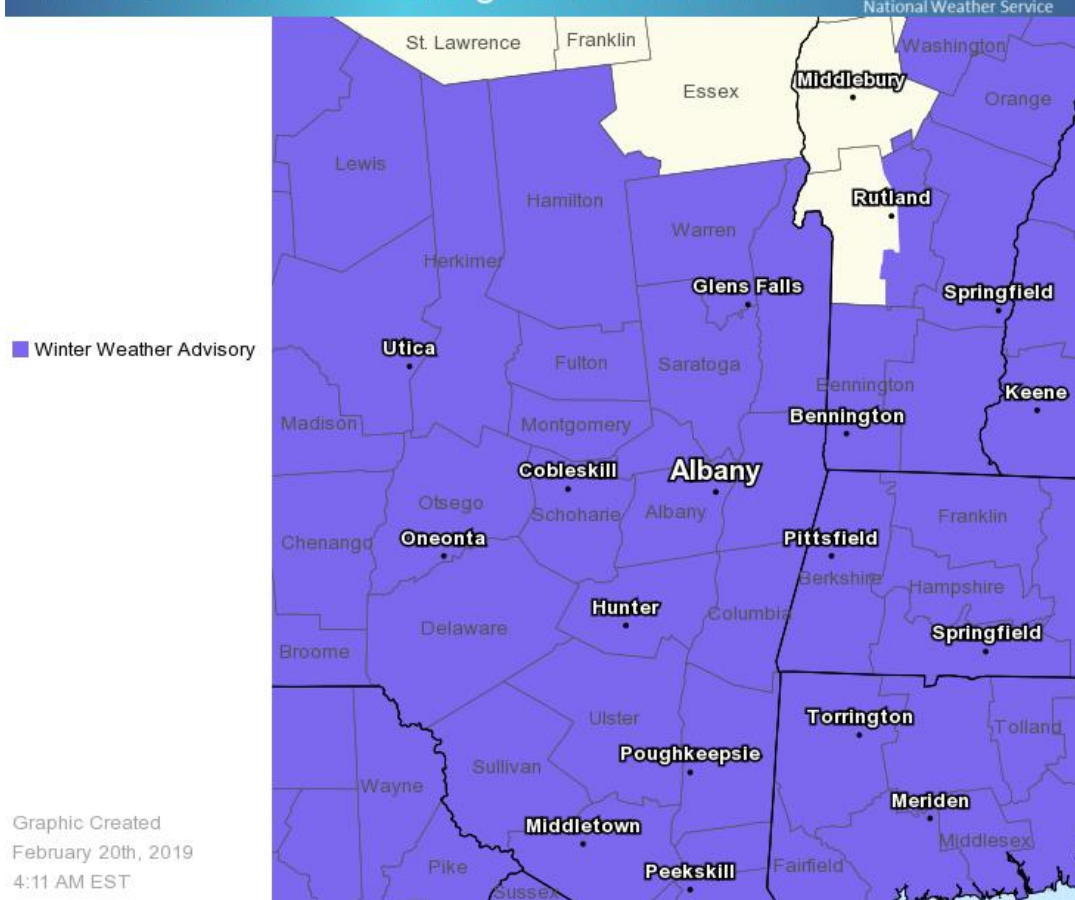 National Weather Service
St. Lawrence
Franklin
Washington
Essex
Middlebury
Orange
Lewis
Hamilton
Rutland
Warren
Herkimer
Glens Falls
Springfield
Winter Weather Advisory
Utica
Fulton
Saratoga
Bennington
Keene
Madison
Montgomery
Bennington
Cobleskill
Albany
Otsego
Schoharie
Albany
Franklin
Chenango
Oneonta
Pittsfield
Berkshire
Hampshire
Hunter
Columbia
Delaware
Springfield
Broome
Ulster
Torrington
Tolland
Poughkeepsie
Sullivan
Wayne
Meriden
Graphic Created
Middletown
Middlesex
February 20th, 2019
Pike
Peekskill
Fairfield
4:11 AM EST
Sussex